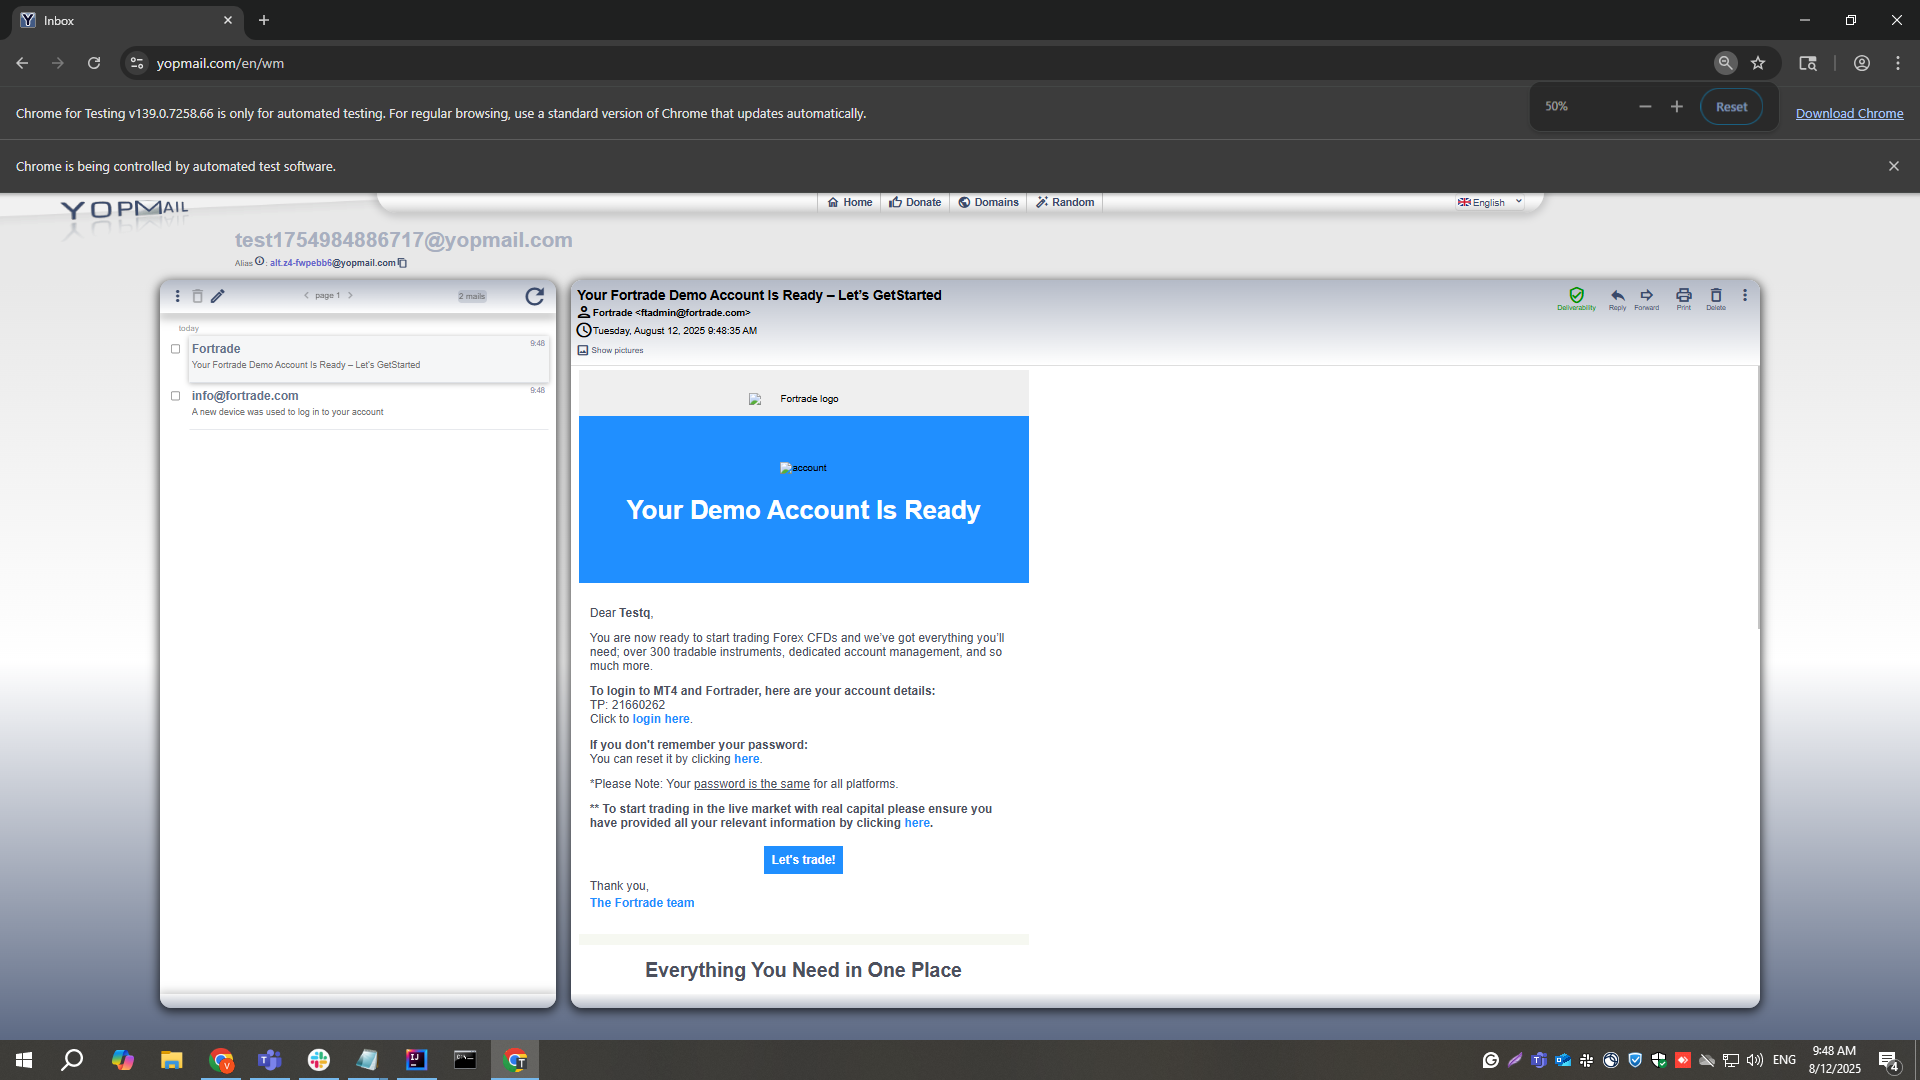 Inbox
yopmail.com/en/wm
Chrome for Testing v139.0.7258.66 is only for automated testing. For regular browsing, use a standard version of Chrome that updates automatically.
50%
Reset
Download Chrome
Chrome is being controlled by automated test software.
YOPMAIL
Home
Donate
Domains
Random
English
test1754984886717@yopmail.com
Alias : alt.z4-fwpebb6@yopmail.com
page 1
2 mails
today
Fortrade
9:48
Your Fortrade Demo Account Is Ready – Let's GetStarted
info@fortrade.com
9:48
A new device was used to log in to your account
Your Fortrade Demo Account Is Ready – Let's GetStarted
Fortrade <ftadmin@fortrade.com>
Tuesday, August 12, 2025 9:48:35 AM
Show pictures
Deliverability
Reply
Forward
Print
Delete
Fortrade logo
account
Your Demo Account Is Ready
Dear Testq,
You are now ready to start trading Forex CFDs and we've got everything you'll
need; over 300 tradable instruments, dedicated account management, and so
much more.
To login to MT4 and Fortrader, here are your account details:
TP: 21660262
Click to login here.
If you don't remember your password:
You can reset it by clicking here.
*Please Note: Your password is the same for all platforms.
** To start trading in the live market with real capital please ensure you
have provided all your relevant information by clicking here.
Let's trade!
Thank you,
The Fortrade team
Everything You Need in One Place
ENG
9:48 AM
8/12/2025
4